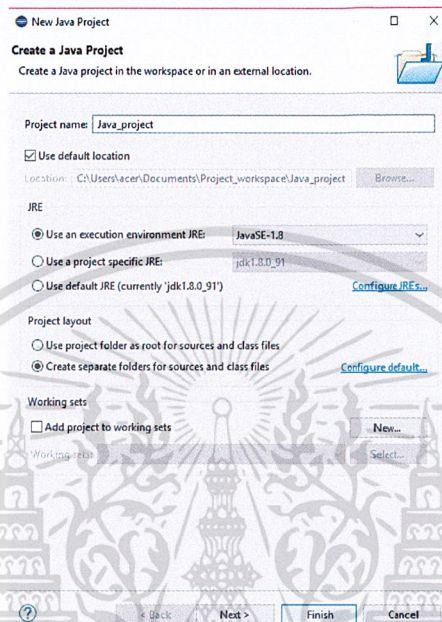 New Java Project
Create a Java Project
Create a Java project in the workspace or in an external location.
Project name: Java_project
Use default location
Location: C:\Users\acer\Documents\Project_workspace\Java_project Browse...
JRE
Use an execution environment JRE: JavaSE-1.8
Use a project specific JRE: jdk1.8.0_91
Use default JRE (currently 'jdk1.8.0_91') Configure JREs...
Project layout
Use project folder as root for sources and class files
Create separate folders for sources and class files Configure default...
Working sets
Add project to working sets New...
Working sets: Select...
? < Back Next > Finish Cancel